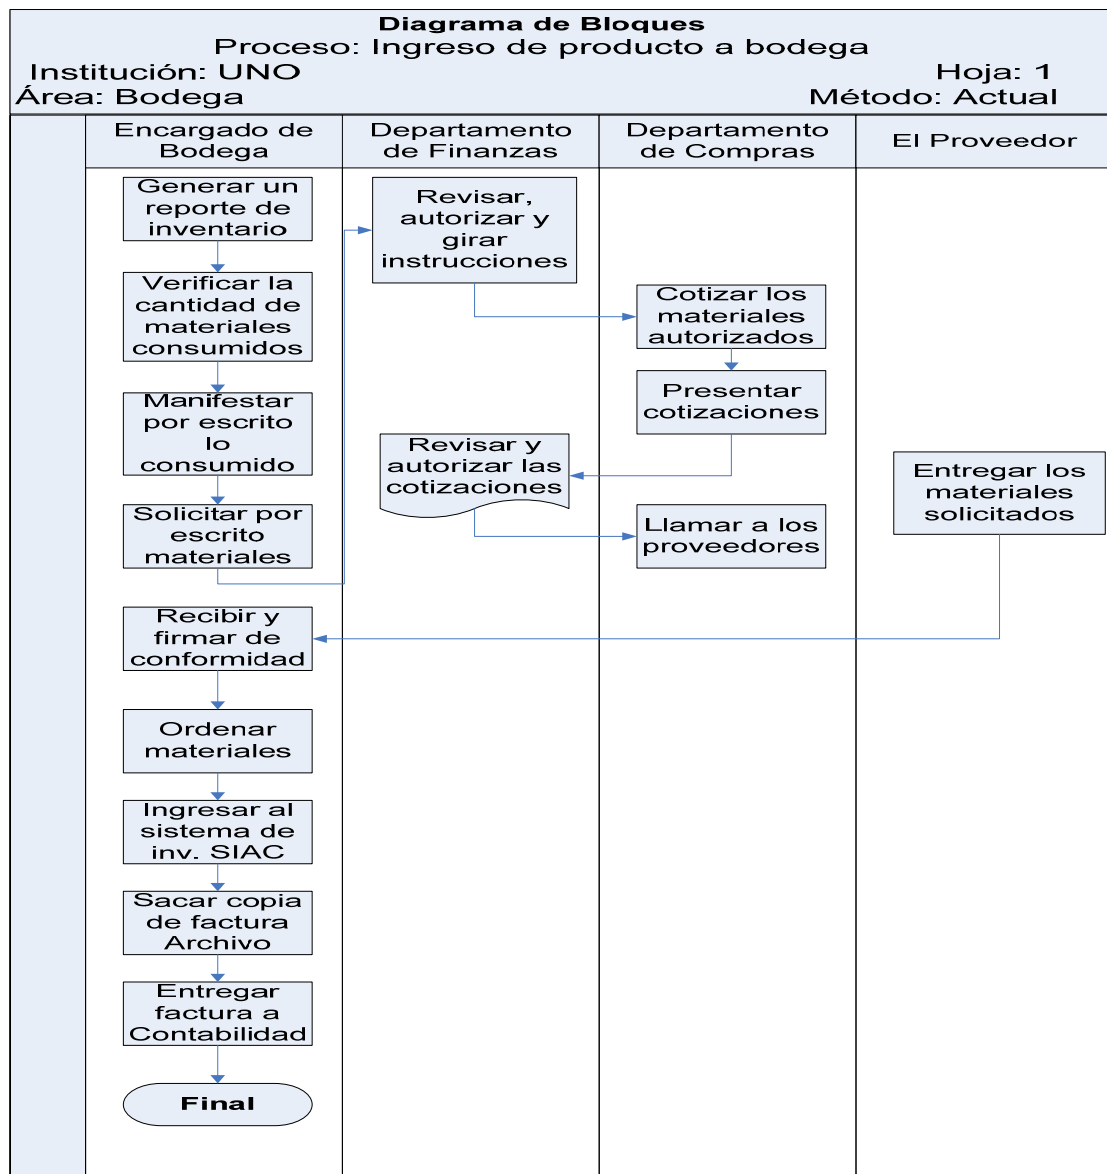 Diagrama de Bloques
Proceso: Ingreso de producto a bodega
Institución: UNO
Hoja: 1
Área: Bodega
Método: Actual
Encargado de
Bodega
Departamento
de Finanzas
Departamento
de Compras
El Proveedor
Generar un
reporte de
inventario
Verificar la
cantidad de
materiales
consumidos
Manifestar
por escrito
lo
consumido
Solicitar por
escrito
materiales
Revisar,
autorizar y
girar
instrucciones
Cotizar los
materiales
autorizados
Presentar
cotizaciones
Revisar y
autorizar las
cotizaciones
Llamar a los
proveedores
Entregar los
materiales
solicitados
Recibir y
firmar de
conformidad
Ordenar
materiales
Ingresar al
sistema de
inv. SIAC
Sacar copia
de factura
Archivo
Entregar
factura a
Contabilidad
Final